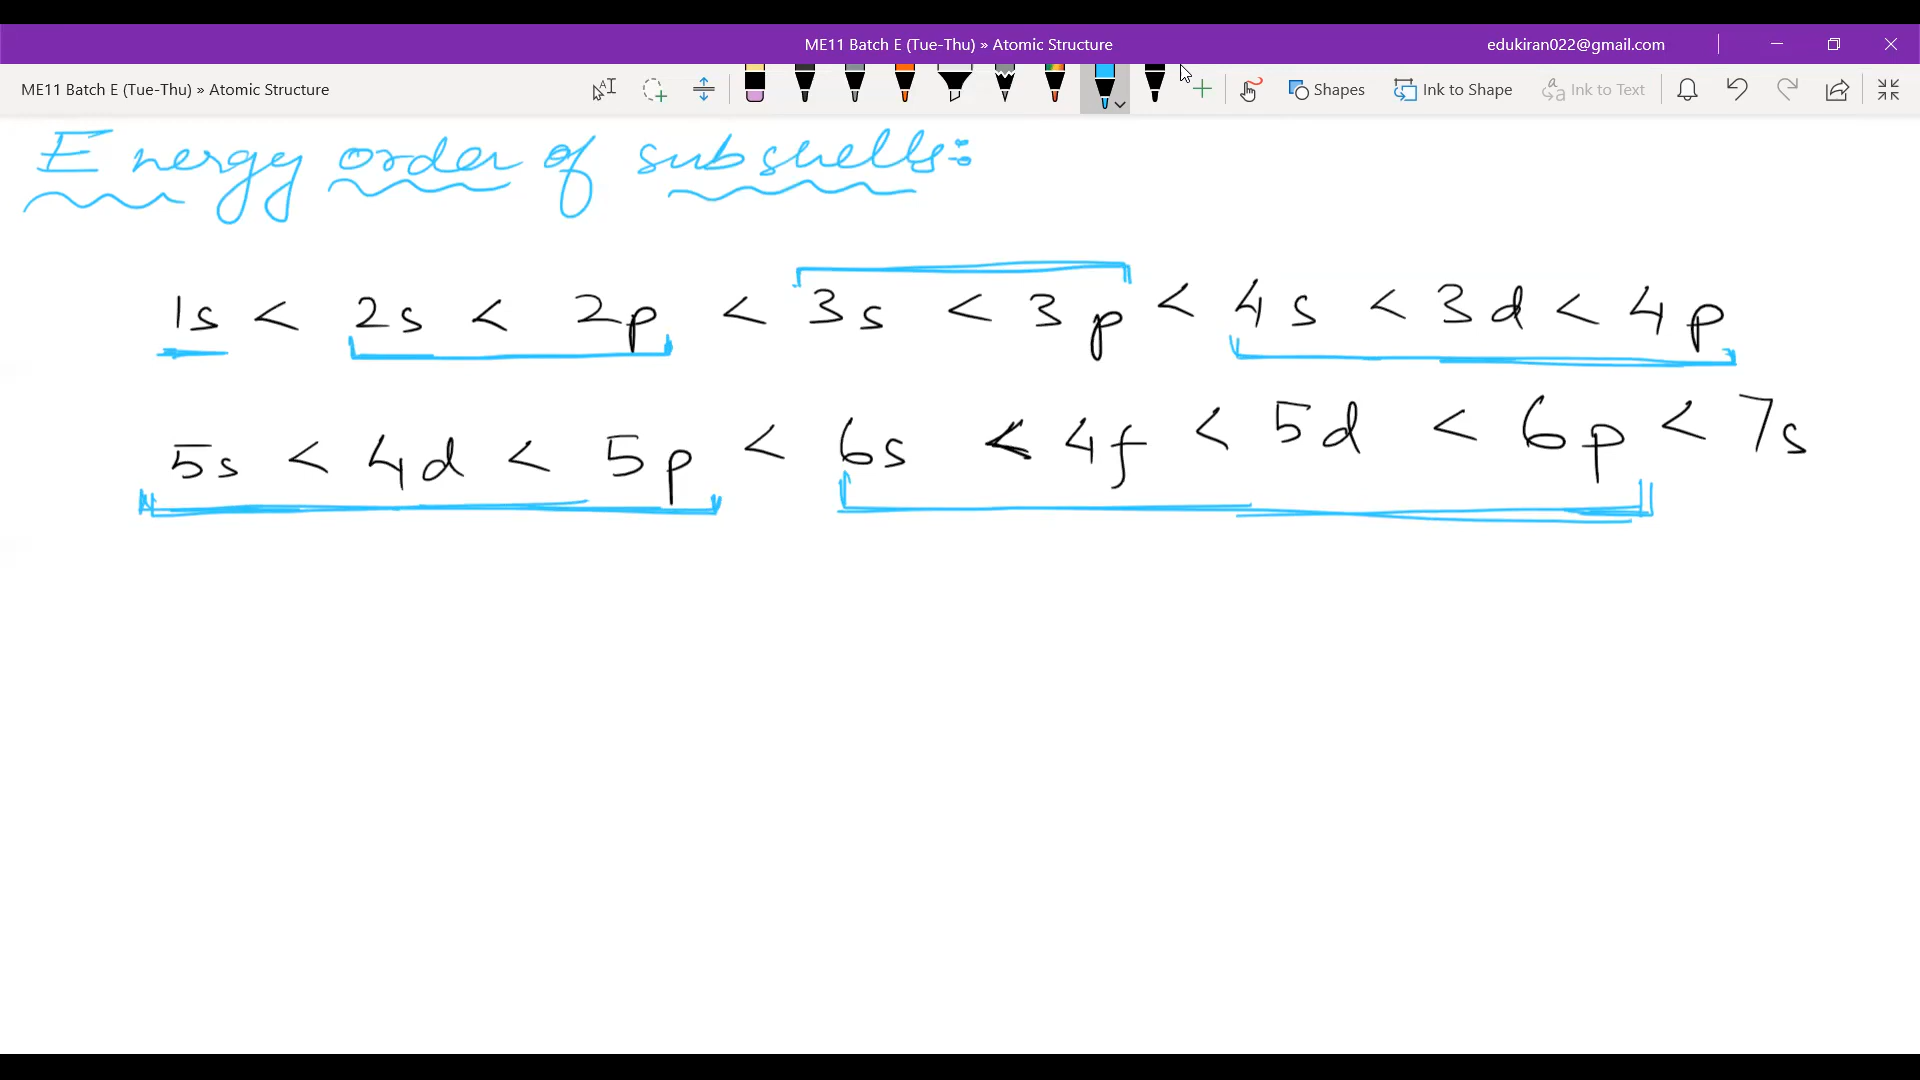 ME11 Batch E (Tue-Thu) » Atomic Structure
edukiran022@gmail.com
ME11 Batch E (Tue-Thu) » Atomic Structure
Shapes
Ink to Shape
Ink to Text
Energy order of subshells:
1s < 2s < 2p < 3s < 3p < 4s < 3d < 4p
5s < 4d < 5p < 6s < 4f < 5d < 6p < 7s